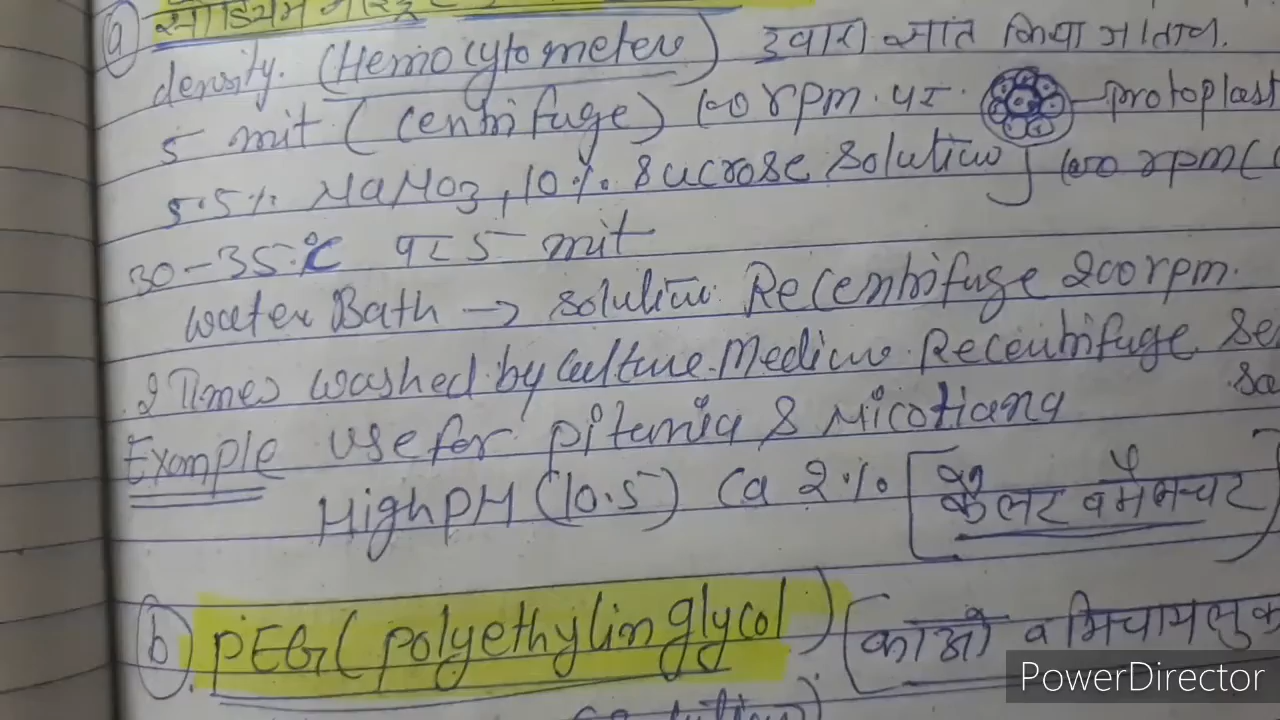 (a) सोडियम
density. (Hemocytometere) द्वारा ज्ञात किया जाता है.
5 mit (Centrifuge) 100 rpm. पर. protoplast
5.5% NaNO3, 10% sucrose solution] 100 rpm
30-35°C पर 5 mit
water Bath → solution Recentrifuge 200 rpm.
2 Times washed by culture Medium. Recentrifuge
Example use for pitunia & Nicotiana
High PH (10.5) Ca 2% [केलर व मेलचर]
(b) PEG (polyethylin glycol) [काओ व
PowerDirector